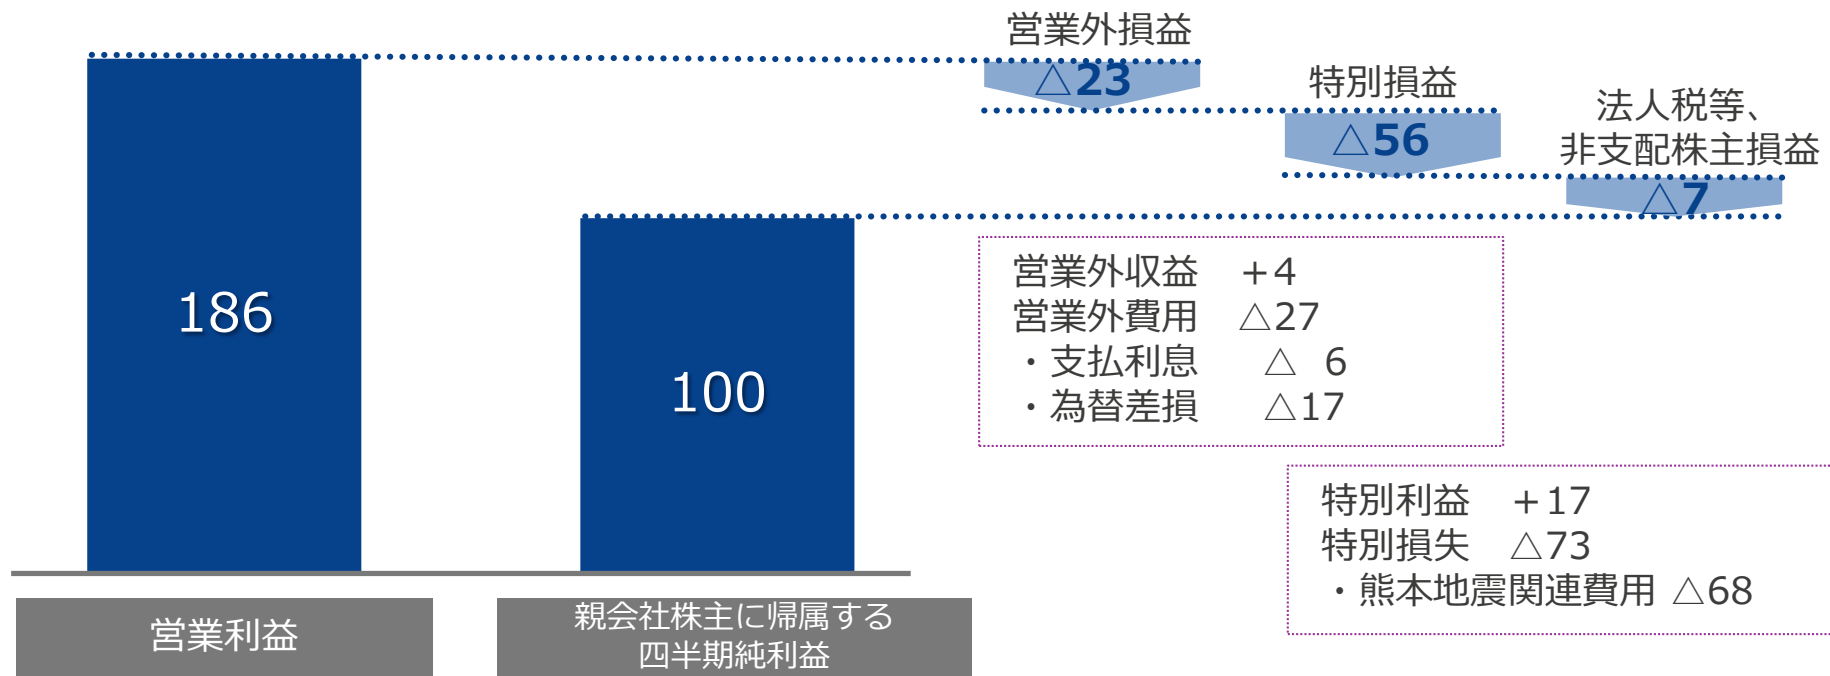 営業外損益
△23
特別損益
△56
法人税等、
非支配株主損益
△7
186
100
営業外収益　＋4
営業外費用　△27
・支払利息　△ 6
・為替差損　△17
特別利益　＋17
特別損失　△73
・熊本地震関連費用 △68
営業利益
親会社株主に帰属する
四半期純利益